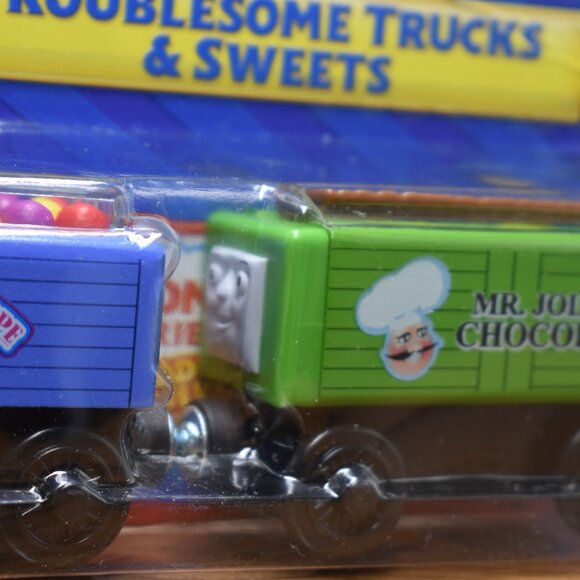 ROUBLESOME TRUCKS
& SWEETS
MR. JOL
CHOCO